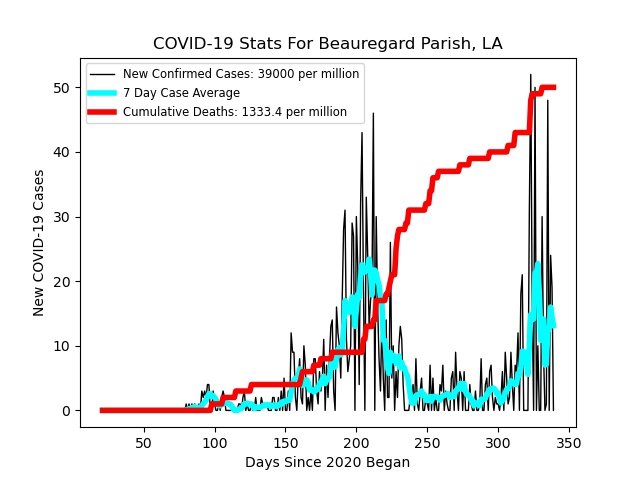 COVID-19 Stats For Beauregard Parish, LA
New Confirmed Cases: 39000 per million
7 Day Case Average
Cumulative Deaths: 1333.4 per million
New COVID-19 Cases
50
40
30
20
10
0
50
100
150
200
250
300
350
Days Since 2020 Began